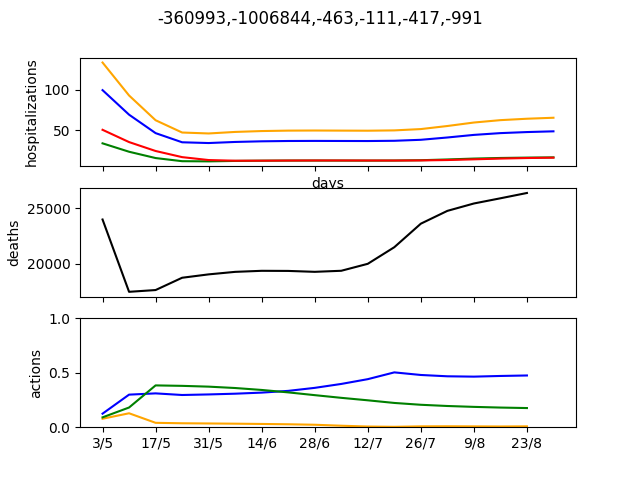 -360993,-1006844,-463,-111,-417,-991
hospitalizations
100
50
days
deaths
25000
20000
actions
1.0
0.5
0.0
3/5 17/5 31/5 14/6 28/6 12/7 26/7 9/8 23/8